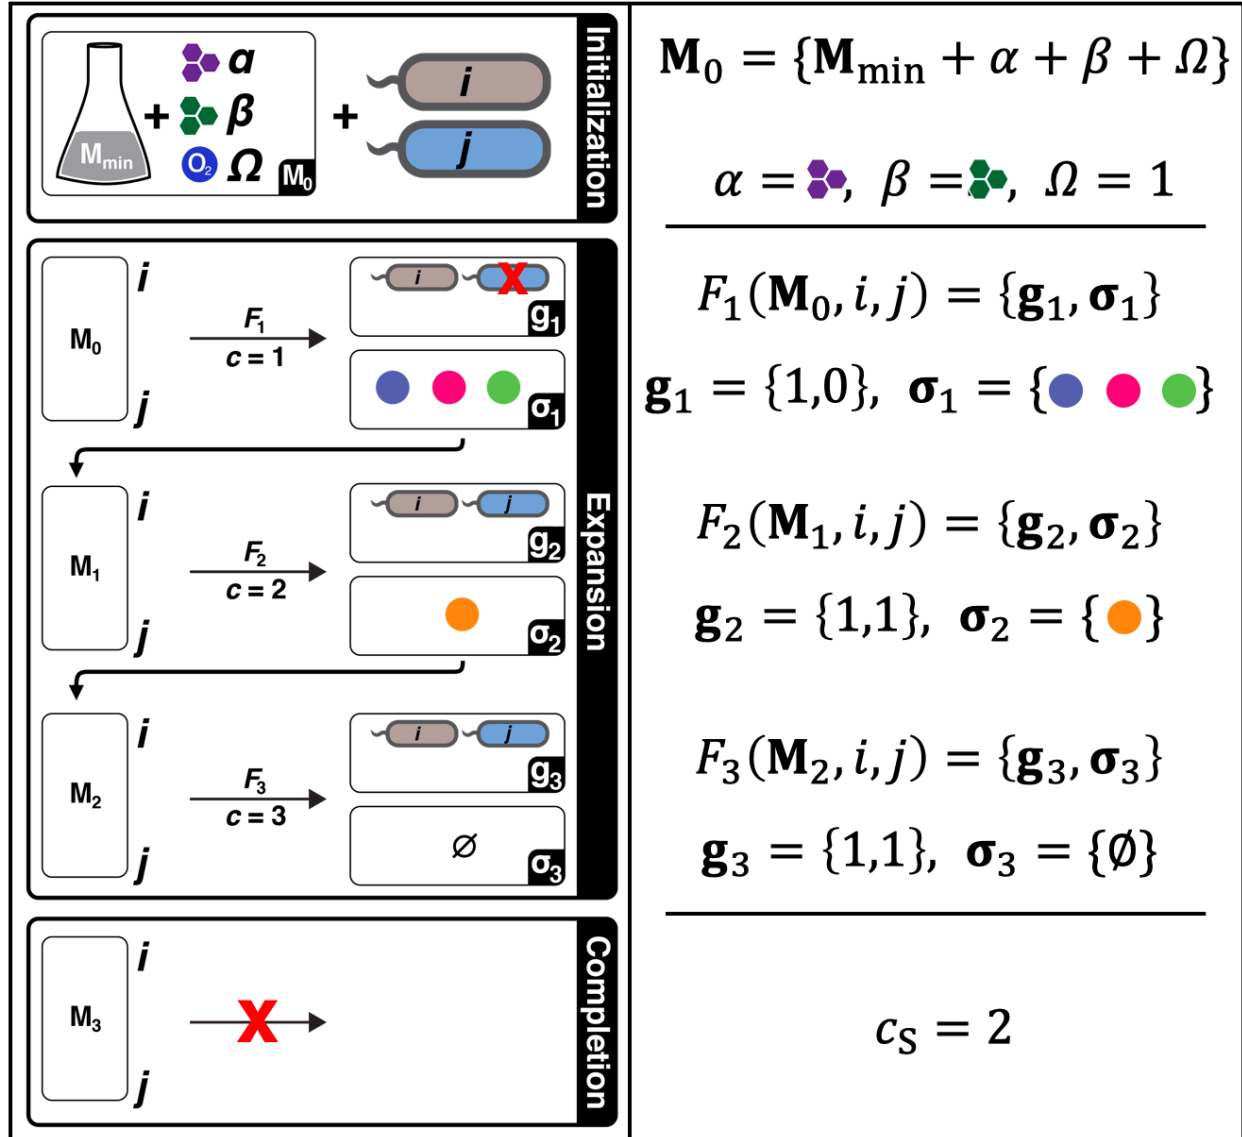 M_min + α
β
O₂ Ω
M₀
+ i
j
Initialization
M₀ = {M_min + α + β + Ω}
α = , β = , Ω = 1
M₀ i j
F₁
c = 1
i X
g₁
σ₁
F₁(M₀, i, j) = {g₁, σ₁}
g₁ = {1,0}, σ₁ = { }
M₁ i j
F₂
c = 2
i j
g₂
σ₂
Expansion
F₂(M₁, i, j) = {g₂, σ₂}
g₂ = {1,1}, σ₂ = { }
M₂ i j
F₃
c = 3
i j
g₃
∅
σ₃
F₃(M₂, i, j) = {g₃, σ₃}
g₃ = {1,1}, σ₃ = {∅}
M₃ i j
X
Completion
c_S = 2